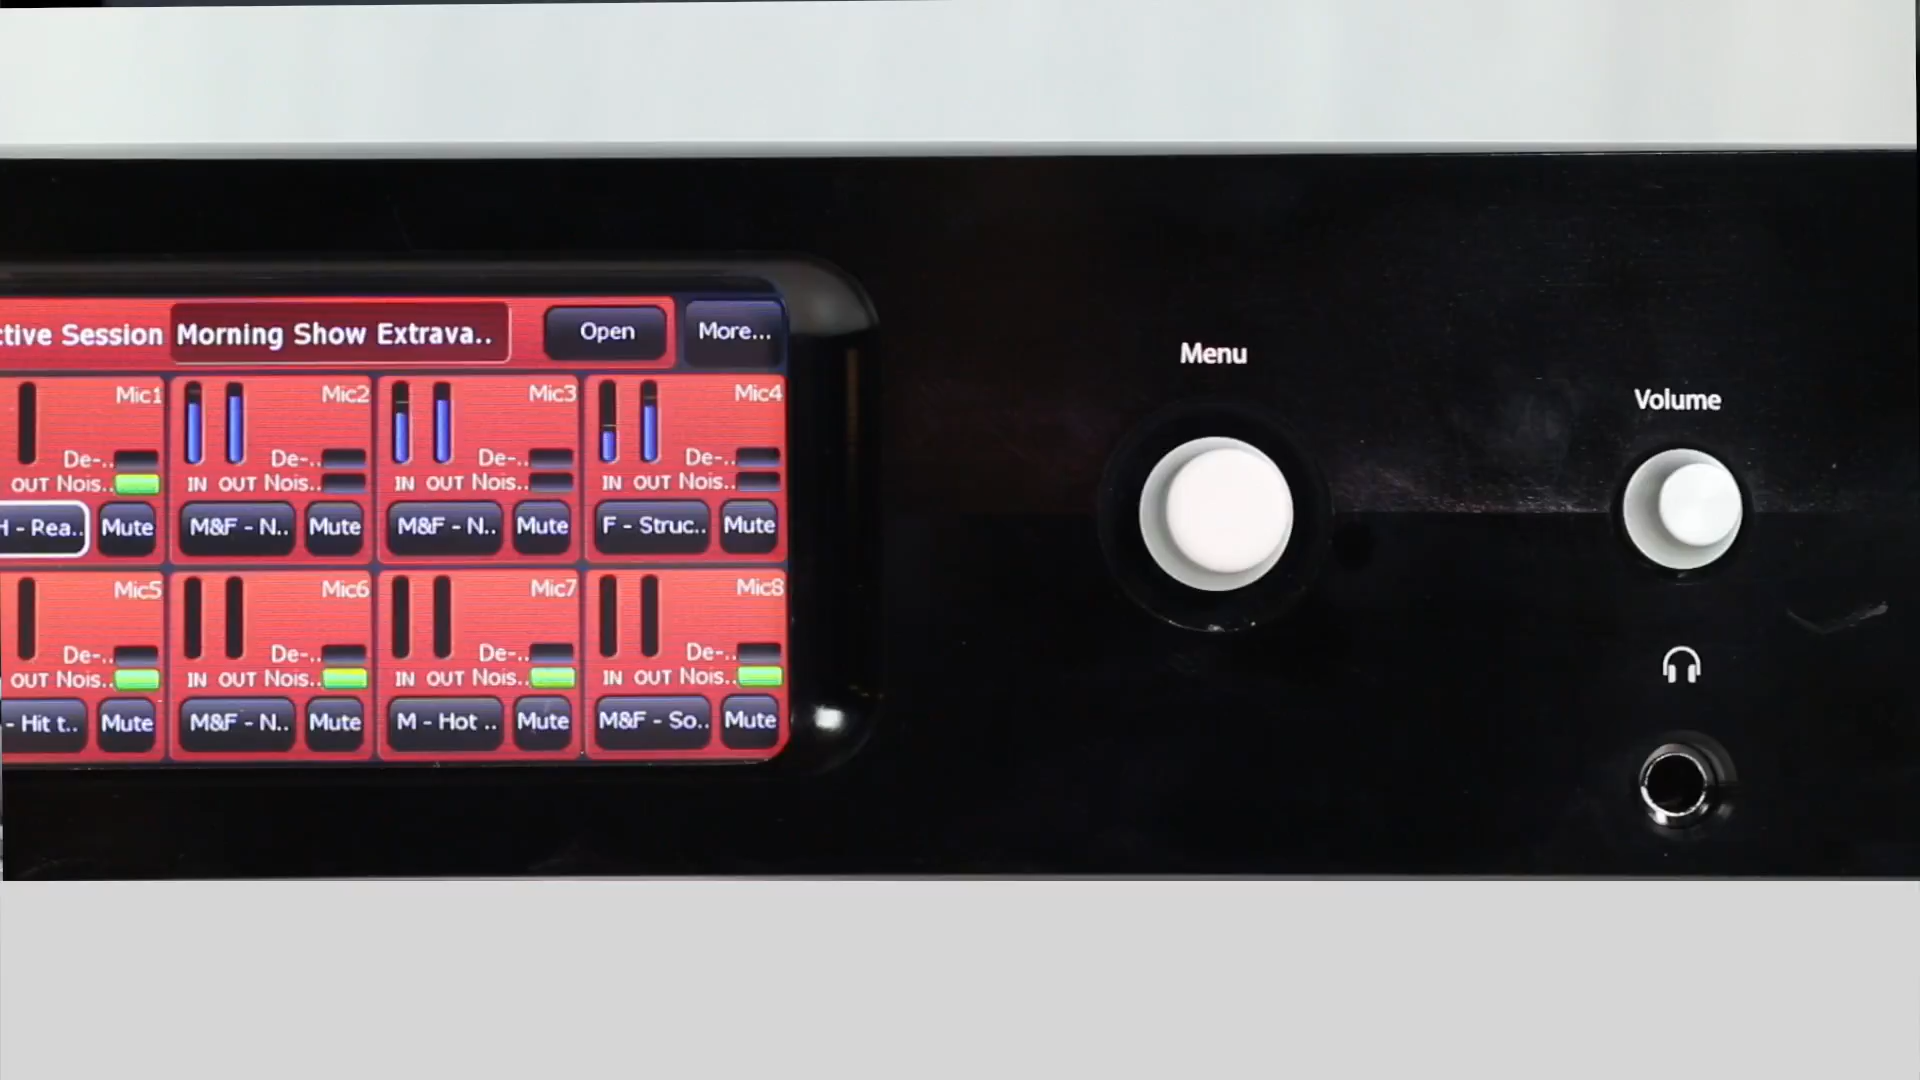 ctive Session Morning Show Extrava.. Open More...
Mic1 Mic2 Mic3 Mic4
De-.. De-.. De-.. De-..
OUT Nois.. IN OUT Nois.. IN OUT Nois.. IN OUT Nois..
H - Rea.. Mute M&F - N.. Mute M&F - N.. Mute F - Struc.. Mute
Mic5 Mic6 Mic7 Mic8
De-.. De-.. De-.. De-..
OUT Nois.. IN OUT Nois.. IN OUT Nois.. IN OUT Nois..
- Hit t.. Mute M&F - N.. Mute M - Hot .. Mute M&F - So.. Mute
Menu
Volume